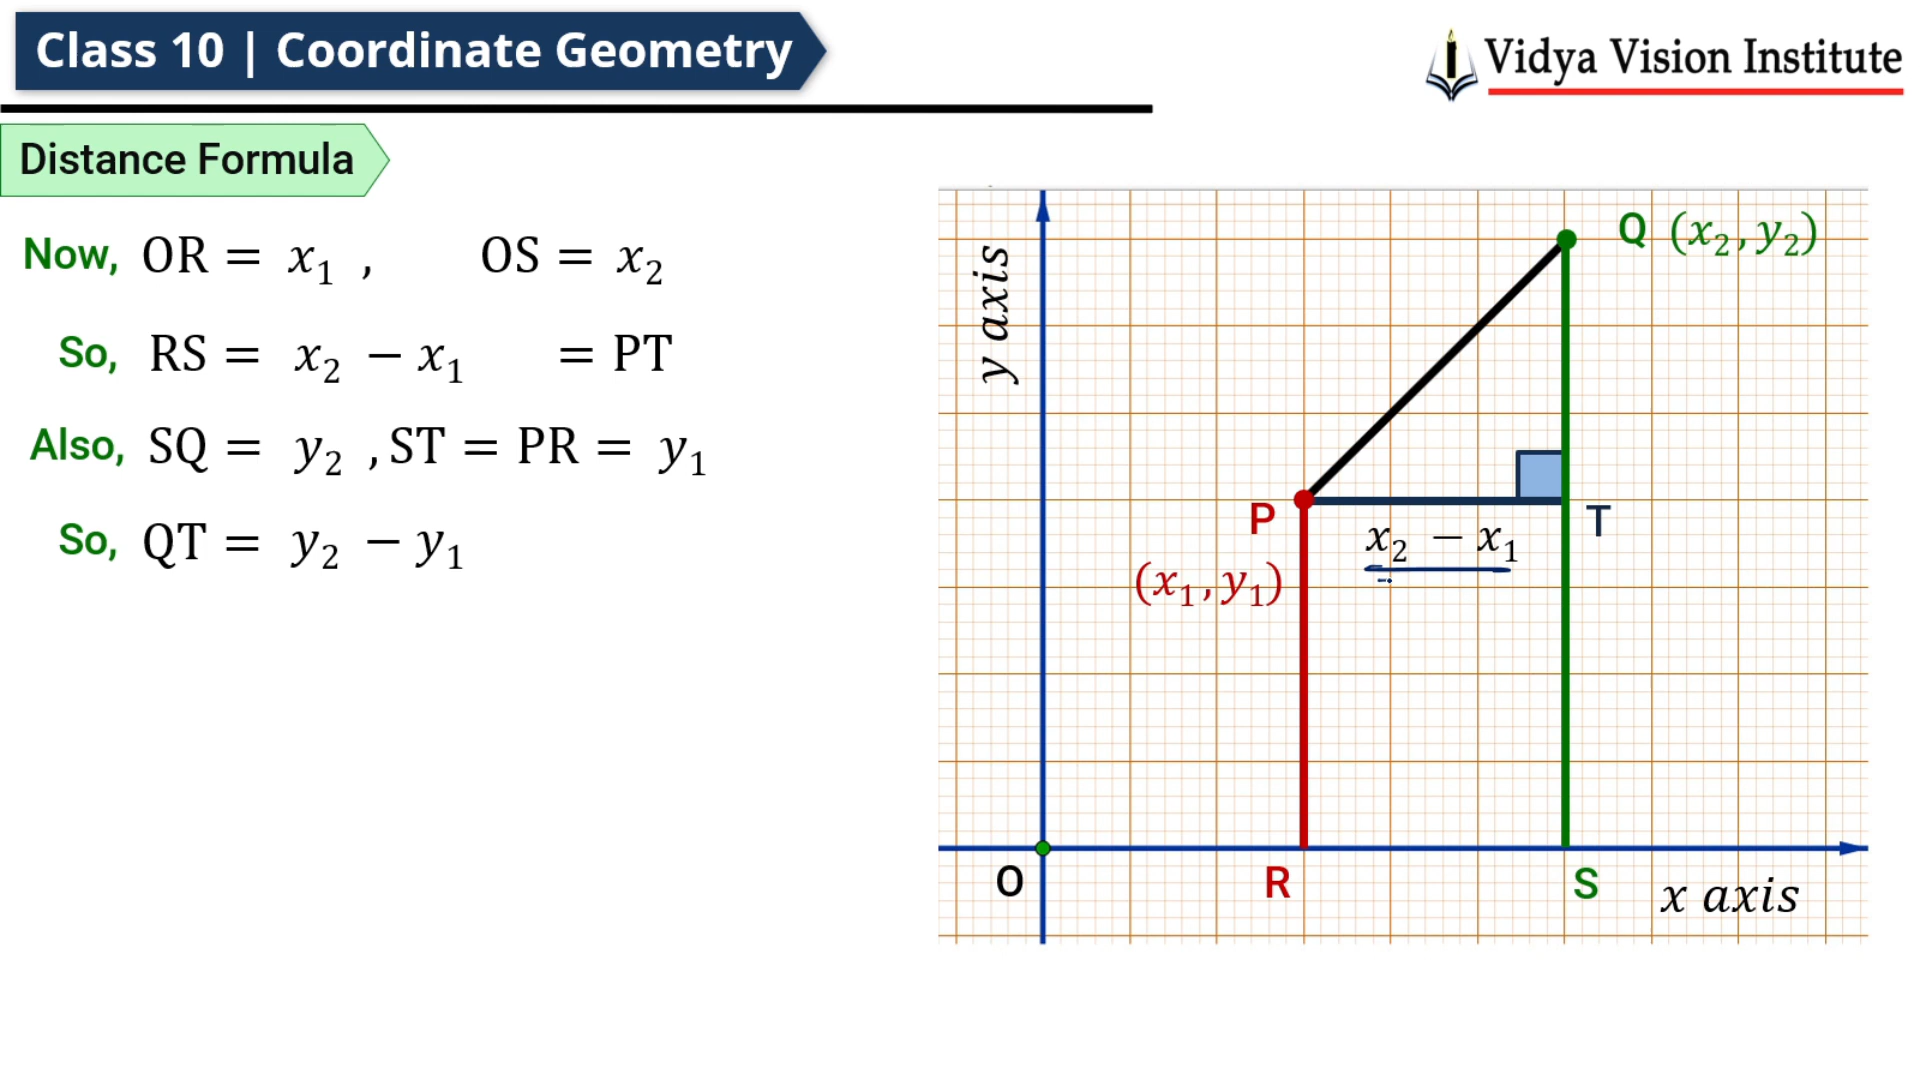 Class 10 | Coordinate Geometry
Vidya Vision Institute
Distance Formula
Now, OR = x₁ , OS = x₂
So, RS = x₂ − x₁ = PT
Also, SQ = y₂ , ST = PR = y₁
So, QT = y₂ − y₁
y axis
Q (x₂, y₂)
P
T
x₂ − x₁
(x₁, y₁)
O
R
S
x axis